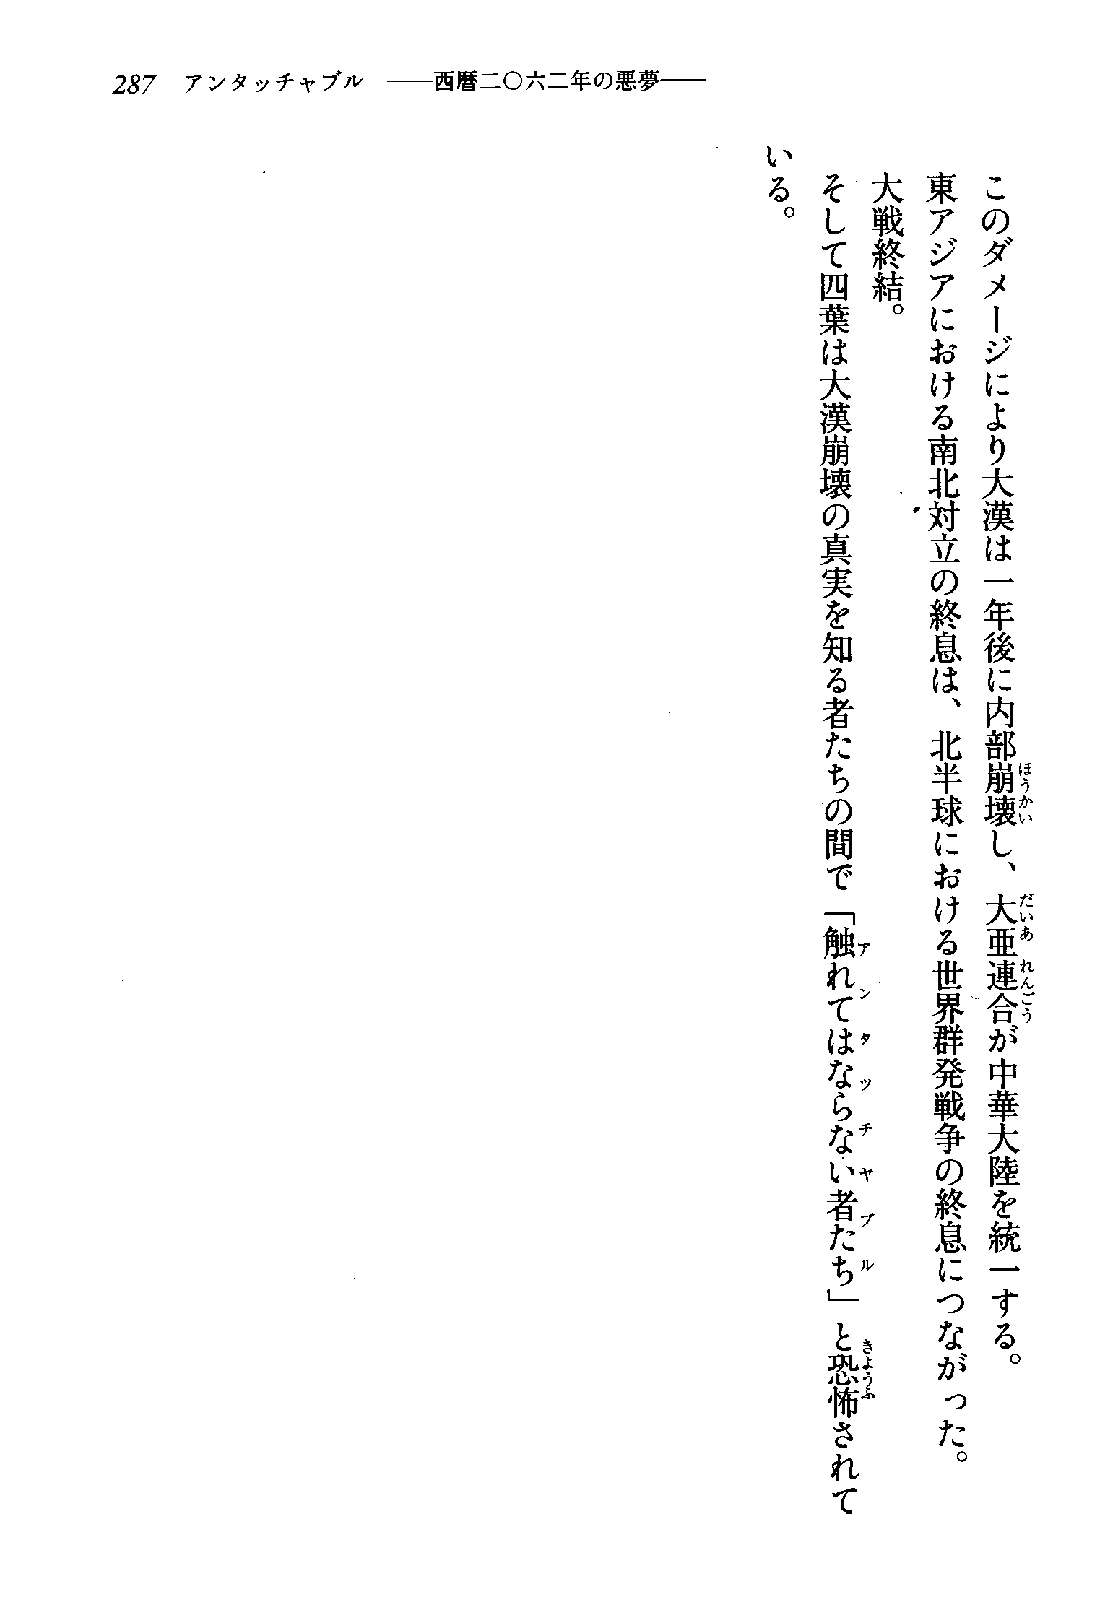 287 アンタッチャブル ――西暦二〇六二年の悪夢――
このダメージにより大漢は一年後に内部崩壊し、大亜連合が中華大陸を統一する。
ほうかい
だいあ れんごう
東アジアにおける南北対立の終息は、北半球における世界群発戦争の終息につながった。
大戦終結。
そして四葉は大漢崩壊の真実を知る者たちの間で「触れてはならない者たち」と恐怖されて
アンタッチャブル
きょうふ
いる。